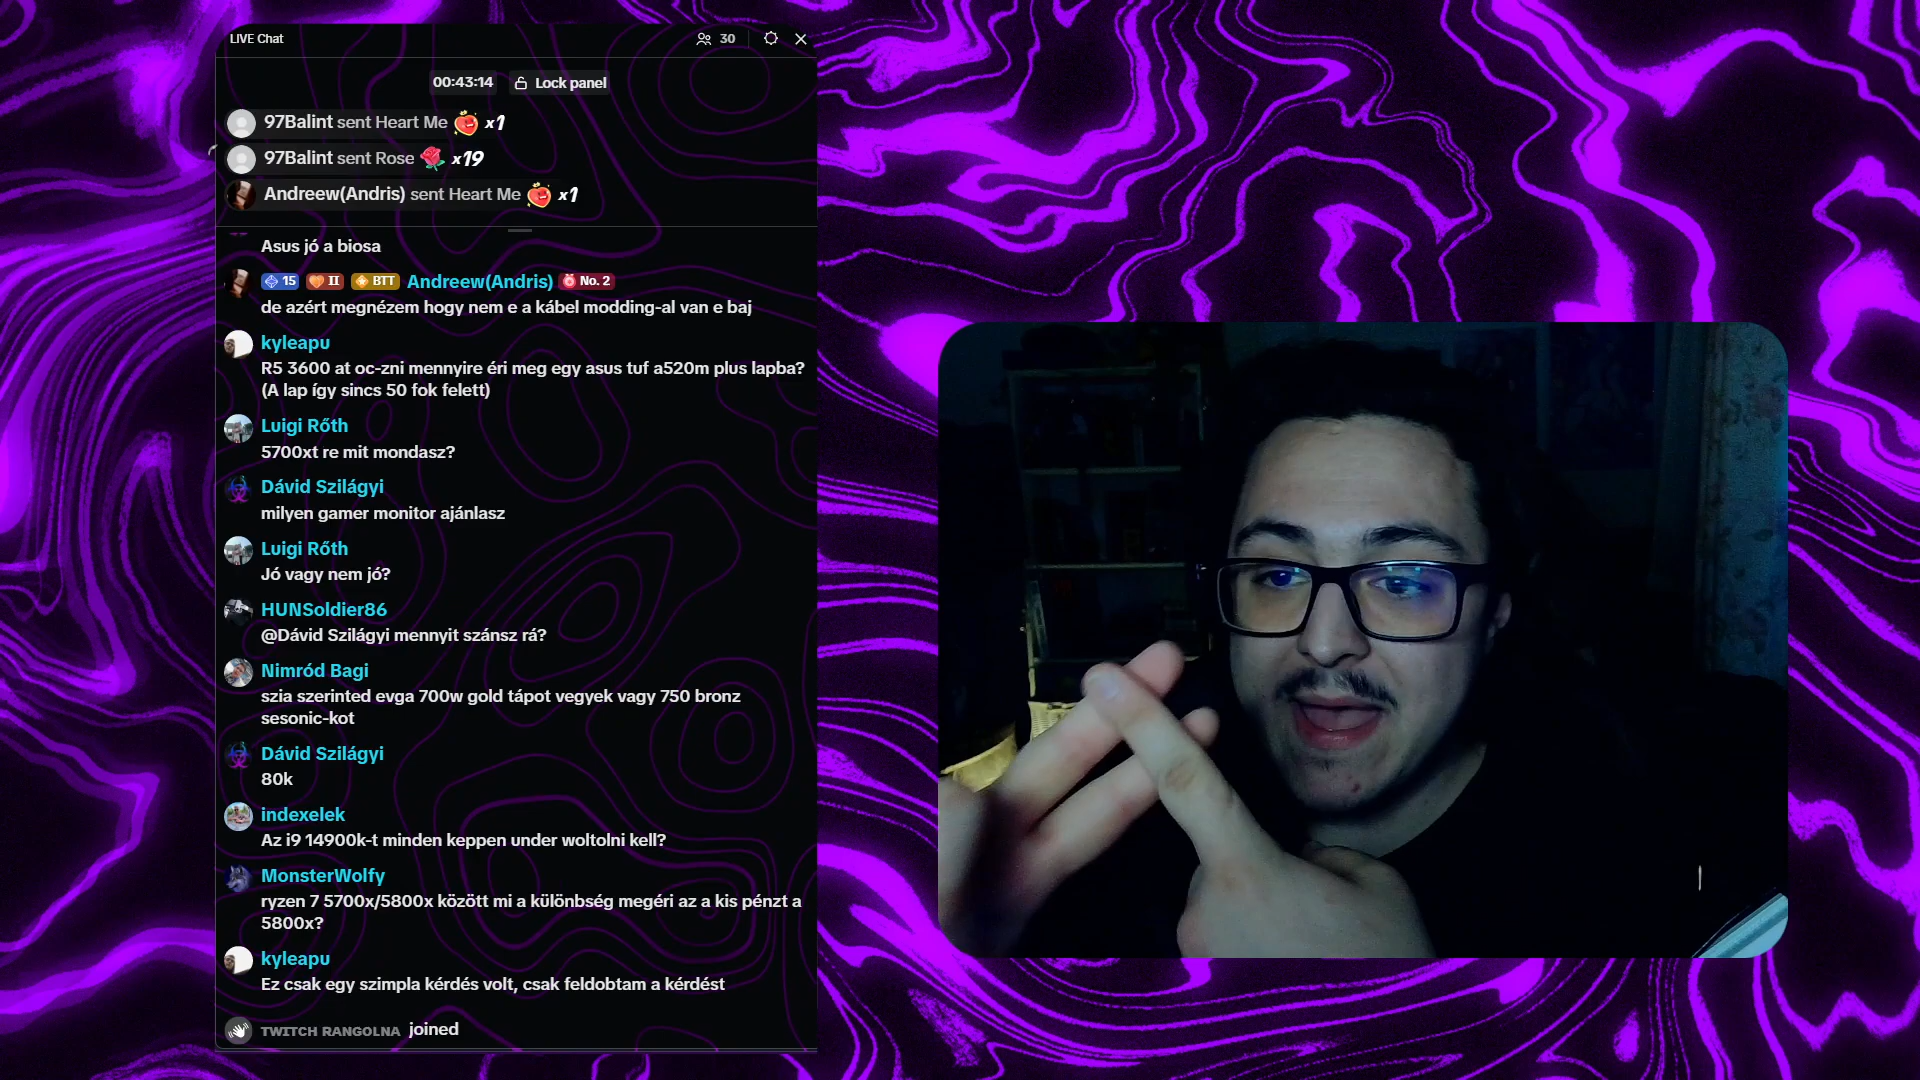 LIVE Chat
30
00:43:14
Lock panel
97Balint sent Heart Me x1
97Balint sent Rose x19
Andreew(Andris) sent Heart Me x1
Asus jó a biosa
15 II BTT Andreew(Andris) No. 2
de azért megnézem hogy nem e a kábel modding-al van e baj
kyleapu
R5 3600 at oc-zni mennyire éri meg egy asus tuf a520m plus lapba?
(A lap így sincs 50 fok felett)
Luigi Rőth
5700xt re mit mondasz?
Dávid Szilágyi
milyen gamer monitor ajánlasz
Luigi Rőth
Jó vagy nem jó?
HUNSoldier86
@Dávid Szilágyi mennyit szánsz rá?
Nimród Bagi
szia szerinted evga 700w gold tápot vegyek vagy 750 bronz
sesonic-kot
Dávid Szilágyi
80k
indexelek
Az i9 14900k-t minden keppen under woltolni kell?
MonsterWolfy
ryzen 7 5700x/5800x között mi a különbség megéri az a kis pénzt a
5800x?
kyleapu
Ez csak egy szimpla kérdés volt, csak feldobtam a kérdést
TWITCH RANGOLNA joined